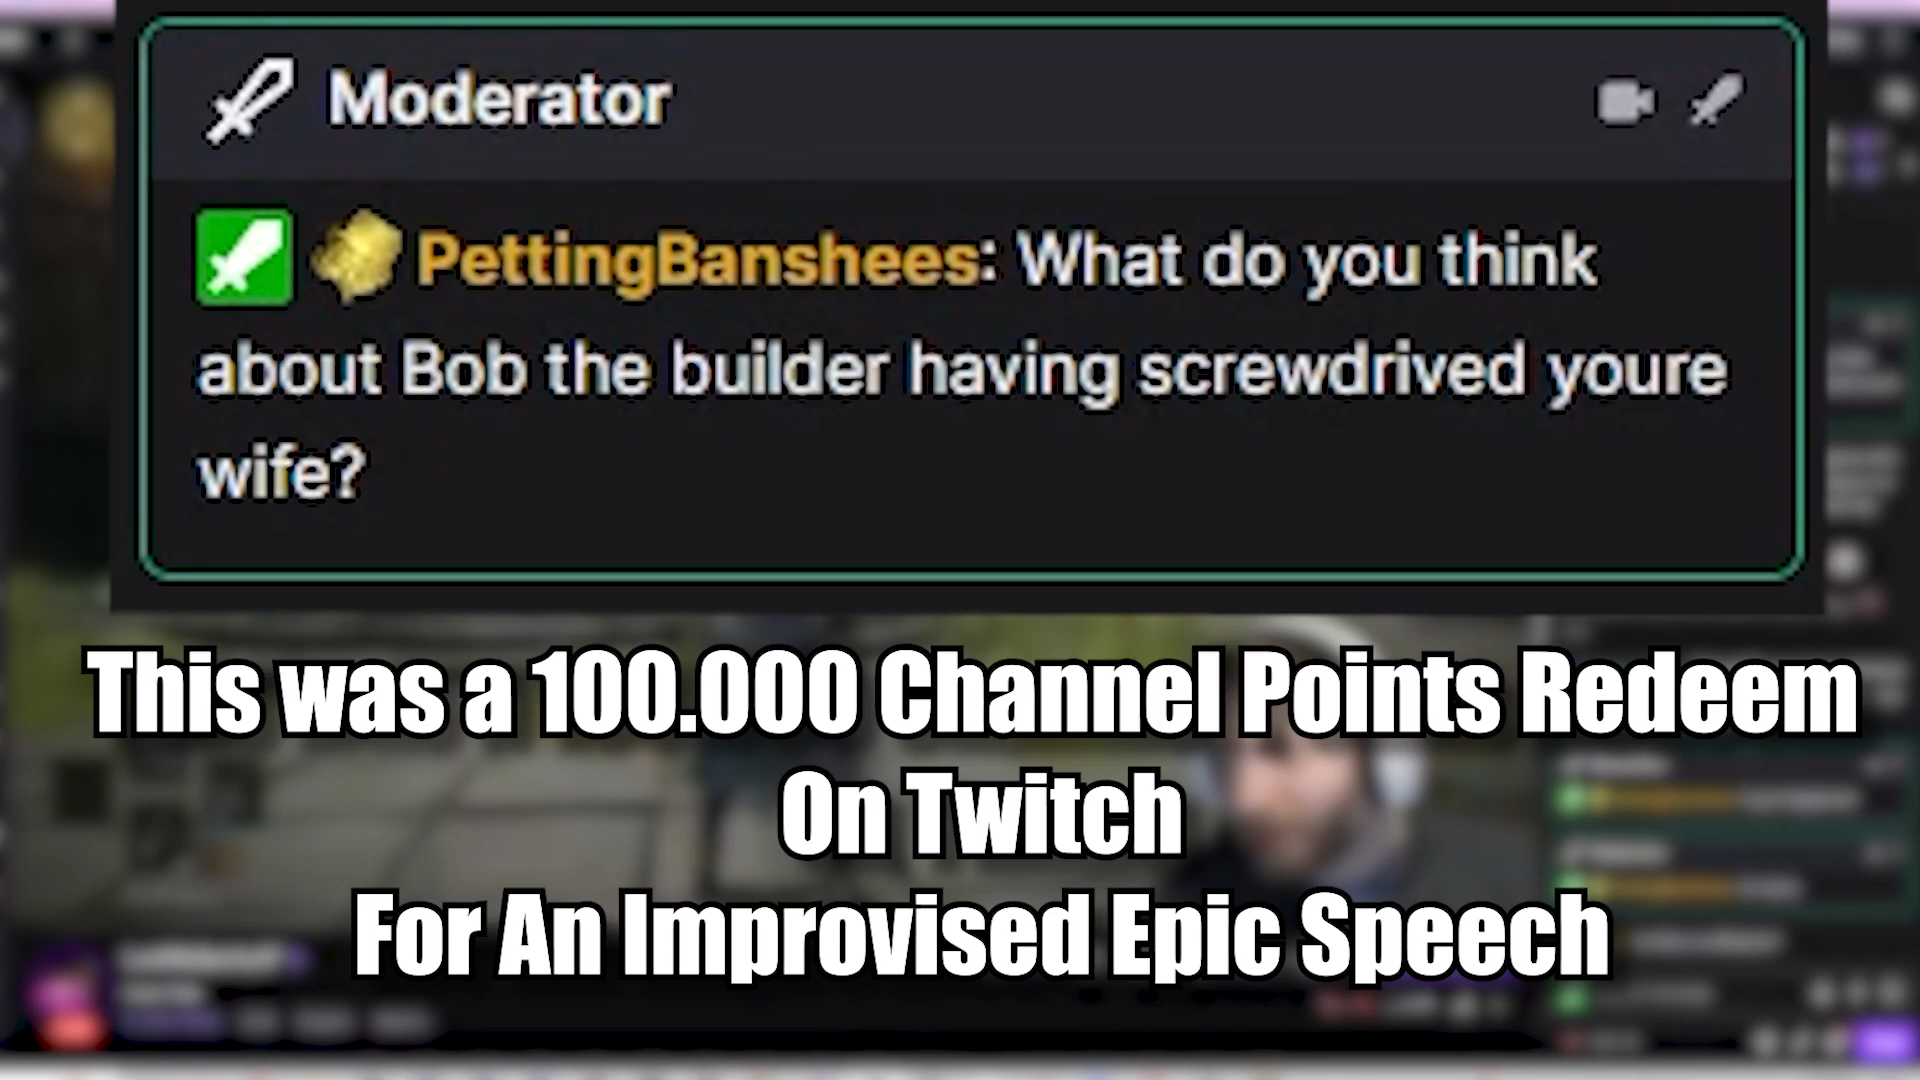 Moderator
PettingBanshees: What do you think
about Bob the builder having screwdrived youre
wife?
This was a 100.000 Channel Points Redeem
On Twitch
For An Improvised Epic Speech